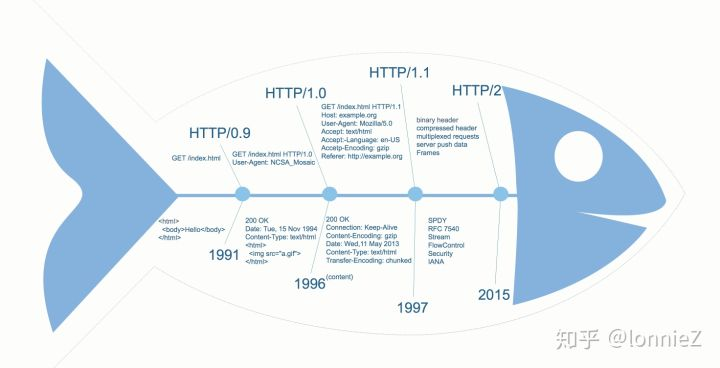 HTTP/0.9
GET /index.html
<html>
<body>Hello</body>
</html>
1991
HTTP/1.0
GET /index.html HTTP/1.0
User-Agent: NCSA_Mosaic
200 OK
Date: Tue, 15 Nov 1994
Content-Type: text/html
<html>
<img src="a.gif">
</html>
1996
HTTP/1.1
GET /index.html HTTP/1.1
Host: example.org
User-Agent: Mozilla/5.0
Accept: text/html
Accept:-Language: en-US
Accetp-Encoding: gzip
Referer: http://example.org
200 OK
Connection: Keep-Alive
Content-Encoding: gzip
Date: Wed,11 May 2013
Content-Type: text/html
Transfer-Encoding: chunked
(content)
1997
HTTP/2
binary header
compressed header
multiplexed requests
server push data
Frames
SPDY
RFC 7540
Stream
FlowControl
Security
IANA
2015
知乎 @lonnieZ